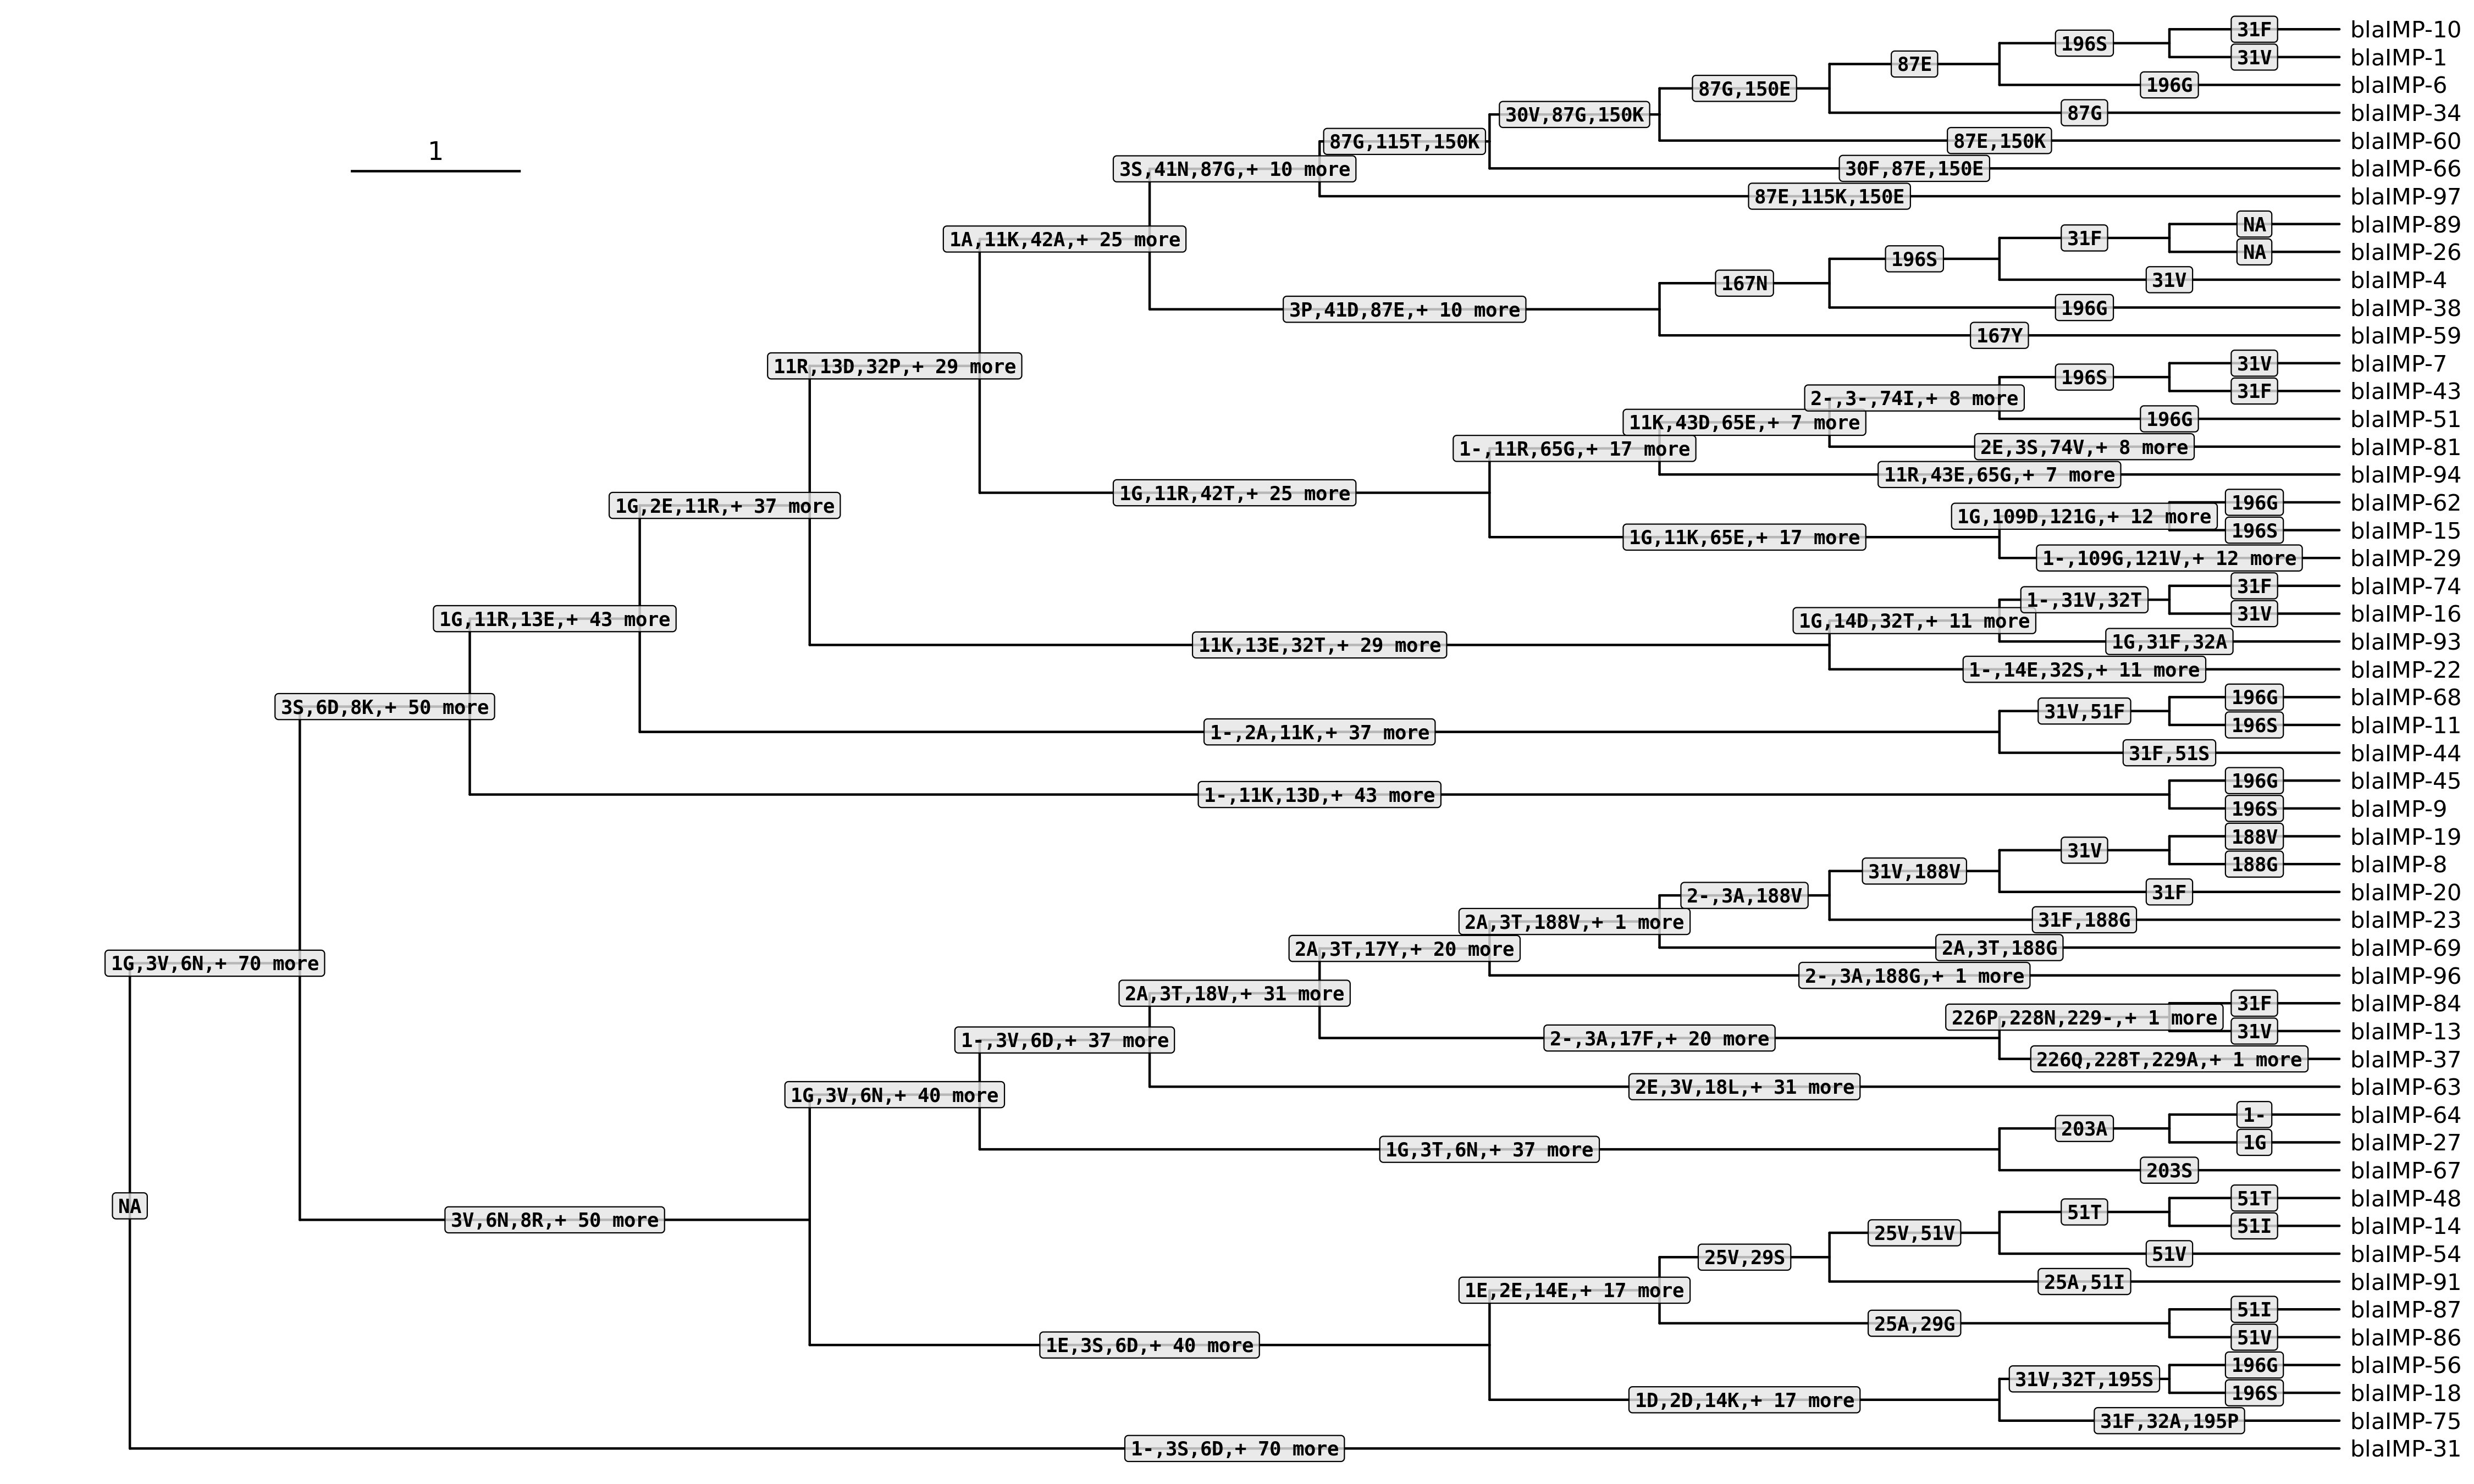 31F
blaIMP-10
196S
31V
blaIMP-1
87E
196G
blaIMP-6
87G,150E
87G
blaIMP-34
30V,87G,150K
87E,150K
blaIMP-60
87G,115T,150K
1
3S,41N,87G,+ 10 more
30F,87E,150E
blaIMP-66
87E,115K,150E
blaIMP-97
NA
blaIMP-89
1A,11K,42A,+ 25 more
31F
NA
blaIMP-26
196S
31V
blaIMP-4
167N
3P,41D,87E,+ 10 more
196G
blaIMP-38
167Y
blaIMP-59
11R,13D,32P,+ 29 more
31V
blaIMP-7
196S
31F
blaIMP-43
2-,3-,74I,+ 8 more
196G
blaIMP-51
11K,43D,65E,+ 7 more
2E,3S,74V,+ 8 more
blaIMP-81
1-,11R,65G,+ 17 more
11R,43E,65G,+ 7 more
blaIMP-94
1G,11R,42T,+ 25 more
1G,2E,11R,+ 37 more
196G
blaIMP-62
1G,109D,121G,+ 12 more
196S
blaIMP-15
1G,11K,65E,+ 17 more
1-,109G,121V,+ 12 more
blaIMP-29
31F
blaIMP-74
1-,31V,32T
31V
blaIMP-16
1G,11R,13E,+ 43 more
1G,14D,32T,+ 11 more
11K,13E,32T,+ 29 more
1G,31F,32A
blaIMP-93
1-,14E,32S,+ 11 more
blaIMP-22
196G
blaIMP-68
3S,6D,8K,+ 50 more
31V,51F
196S
blaIMP-11
1-,2A,11K,+ 37 more
31F,51S
blaIMP-44
196G
blaIMP-45
1-,11K,13D,+ 43 more
196S
blaIMP-9
188V
blaIMP-19
31V
188G
blaIMP-8
31V,188V
2-,3A,188V
31F
blaIMP-20
2A,3T,188V,+ 1 more
31F,188G
blaIMP-23
2A,3T,17Y,+ 20 more
2A,3T,188G
blaIMP-69
1G,3V,6N,+ 70 more
2-,3A,188G,+ 1 more
blaIMP-96
2A,3T,18V,+ 31 more
31F
blaIMP-84
226P,228N,229-,+ 1 more
31V
blaIMP-13
1-,3V,6D,+ 37 more
2-,3A,17F,+ 20 more
226Q,228T,229A,+ 1 more
blaIMP-37
1G,3V,6N,+ 40 more
2E,3V,18L,+ 31 more
blaIMP-63
1-
blaIMP-64
203A
1G
blaIMP-27
1G,3T,6N,+ 37 more
203S
blaIMP-67
NA
51T
blaIMP-48
51T
51I
blaIMP-14
3V,6N,8R,+ 50 more
25V,51V
51V
blaIMP-54
25V,29S
25A,51I
blaIMP-91
1E,2E,14E,+ 17 more
51I
blaIMP-87
25A,29G
51V
blaIMP-86
1E,3S,6D,+ 40 more
196G
blaIMP-56
31V,32T,195S
196S
blaIMP-18
1D,2D,14K,+ 17 more
31F,32A,195P
blaIMP-75
1-,3S,6D,+ 70 more
blaIMP-31